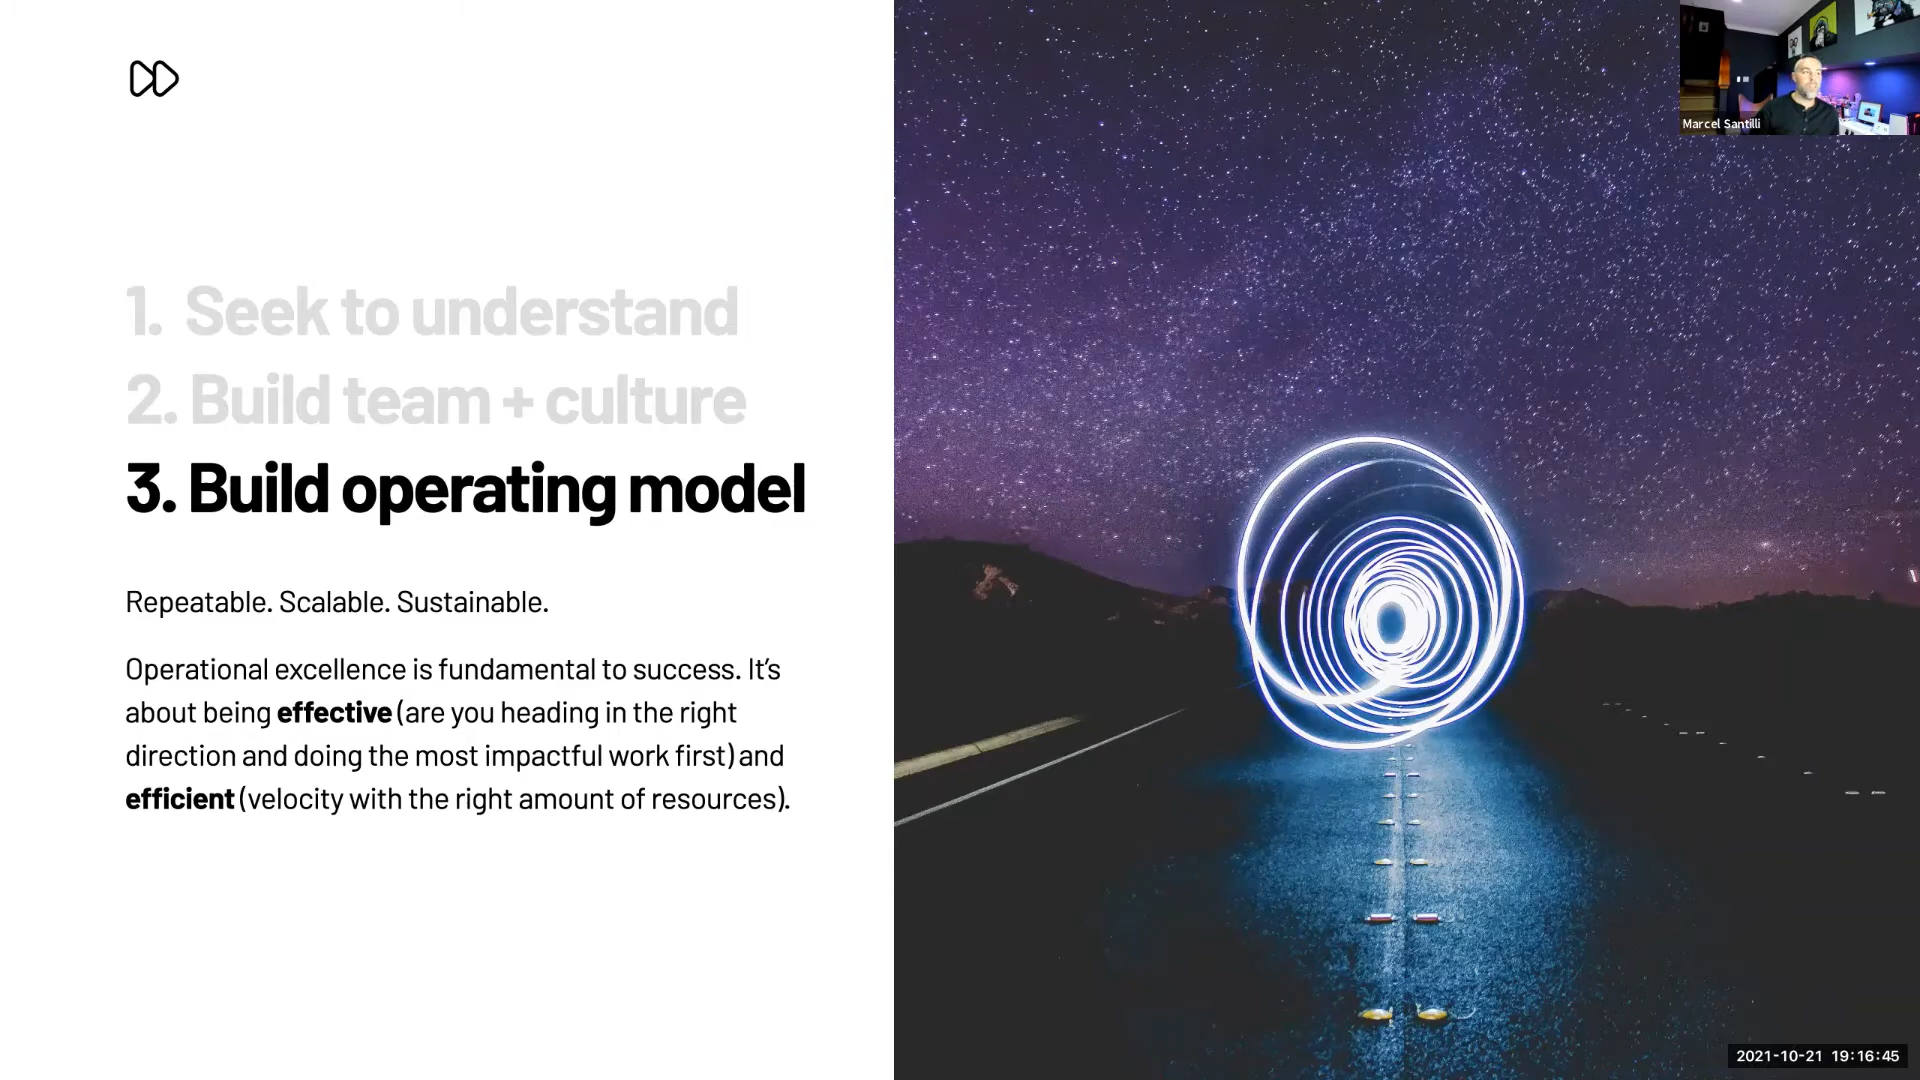 Marcel Santilli
1. Seek to understand
2. Build team + culture
3. Build operating model
Repeatable. Scalable. Sustainable.
Operational excellence is fundamental to success. It’s
about being effective (are you heading in the right
direction and doing the most impactful work first) and
efficient (velocity with the right amount of resources).
2021-10-21 19:16:45